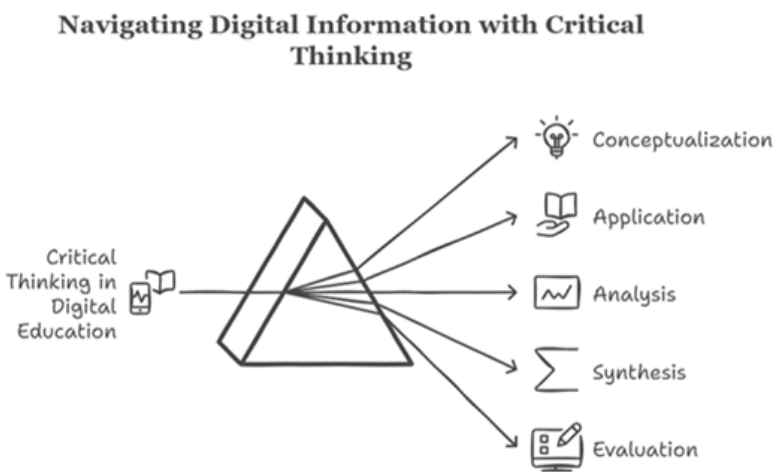 Navigating Digital Information with Critical
Thinking
Critical
Thinking in
Digital
Education
Conceptualization
Application
Analysis
Synthesis
Evaluation